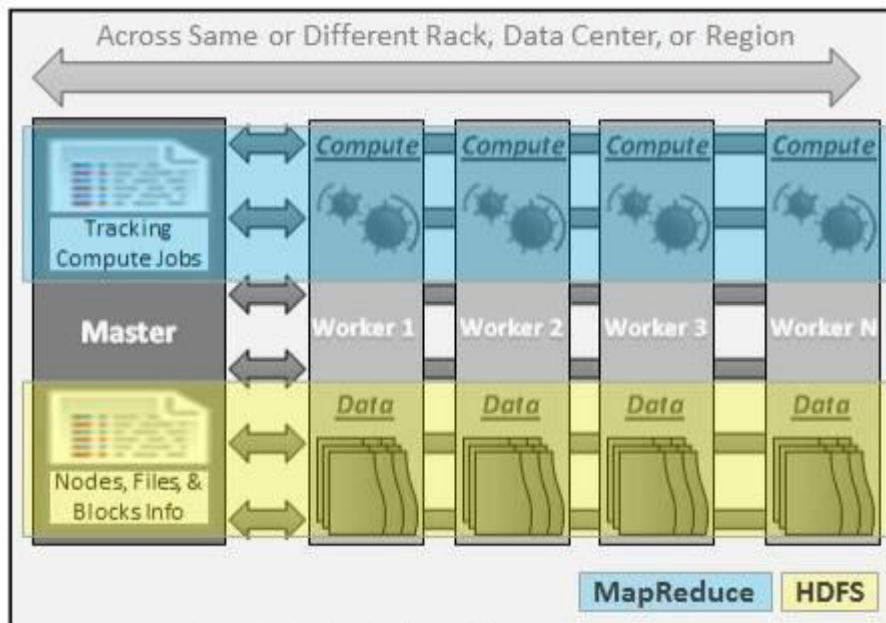 Across Same or Different Rack, Data Center, or Region
Compute Compute Compute Compute
Tracking
Compute Jobs
Master Worker 1 Worker 2 Worker 3 Worker N
Data Data Data Data
Nodes, Files, &
Blocks Info
MapReduce HDFS